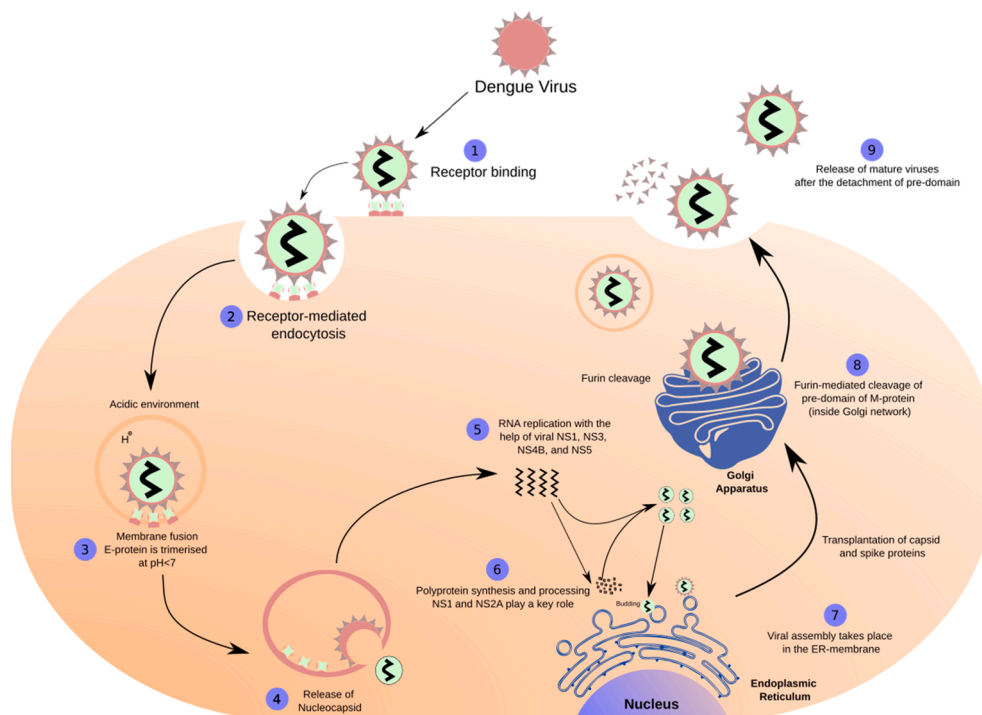 Dengue Virus
1
Receptor binding
2
Receptor-mediated
endocytosis
Acidic environment
H⊕
3
Membrane fusion
E-protein is trimerised
at pH<7
4
Release of
Nucleocapsid
5
RNA replication with the
help of viral NS1, NS3,
NS4B, and NS5
6
Polyprotein synthesis and processing
NS1 and NS2A play a key role
Budding
Nucleus
Endoplasmic
Reticulum
7
Viral assembly takes place
in the ER-membrane
Transplantation of capsid
and spike proteins
Golgi
Apparatus
Furin cleavage
8
Furin-mediated cleavage of
pre-domain of M-protein
(inside Golgi network)
9
Release of mature viruses
after the detachment of pre-domain